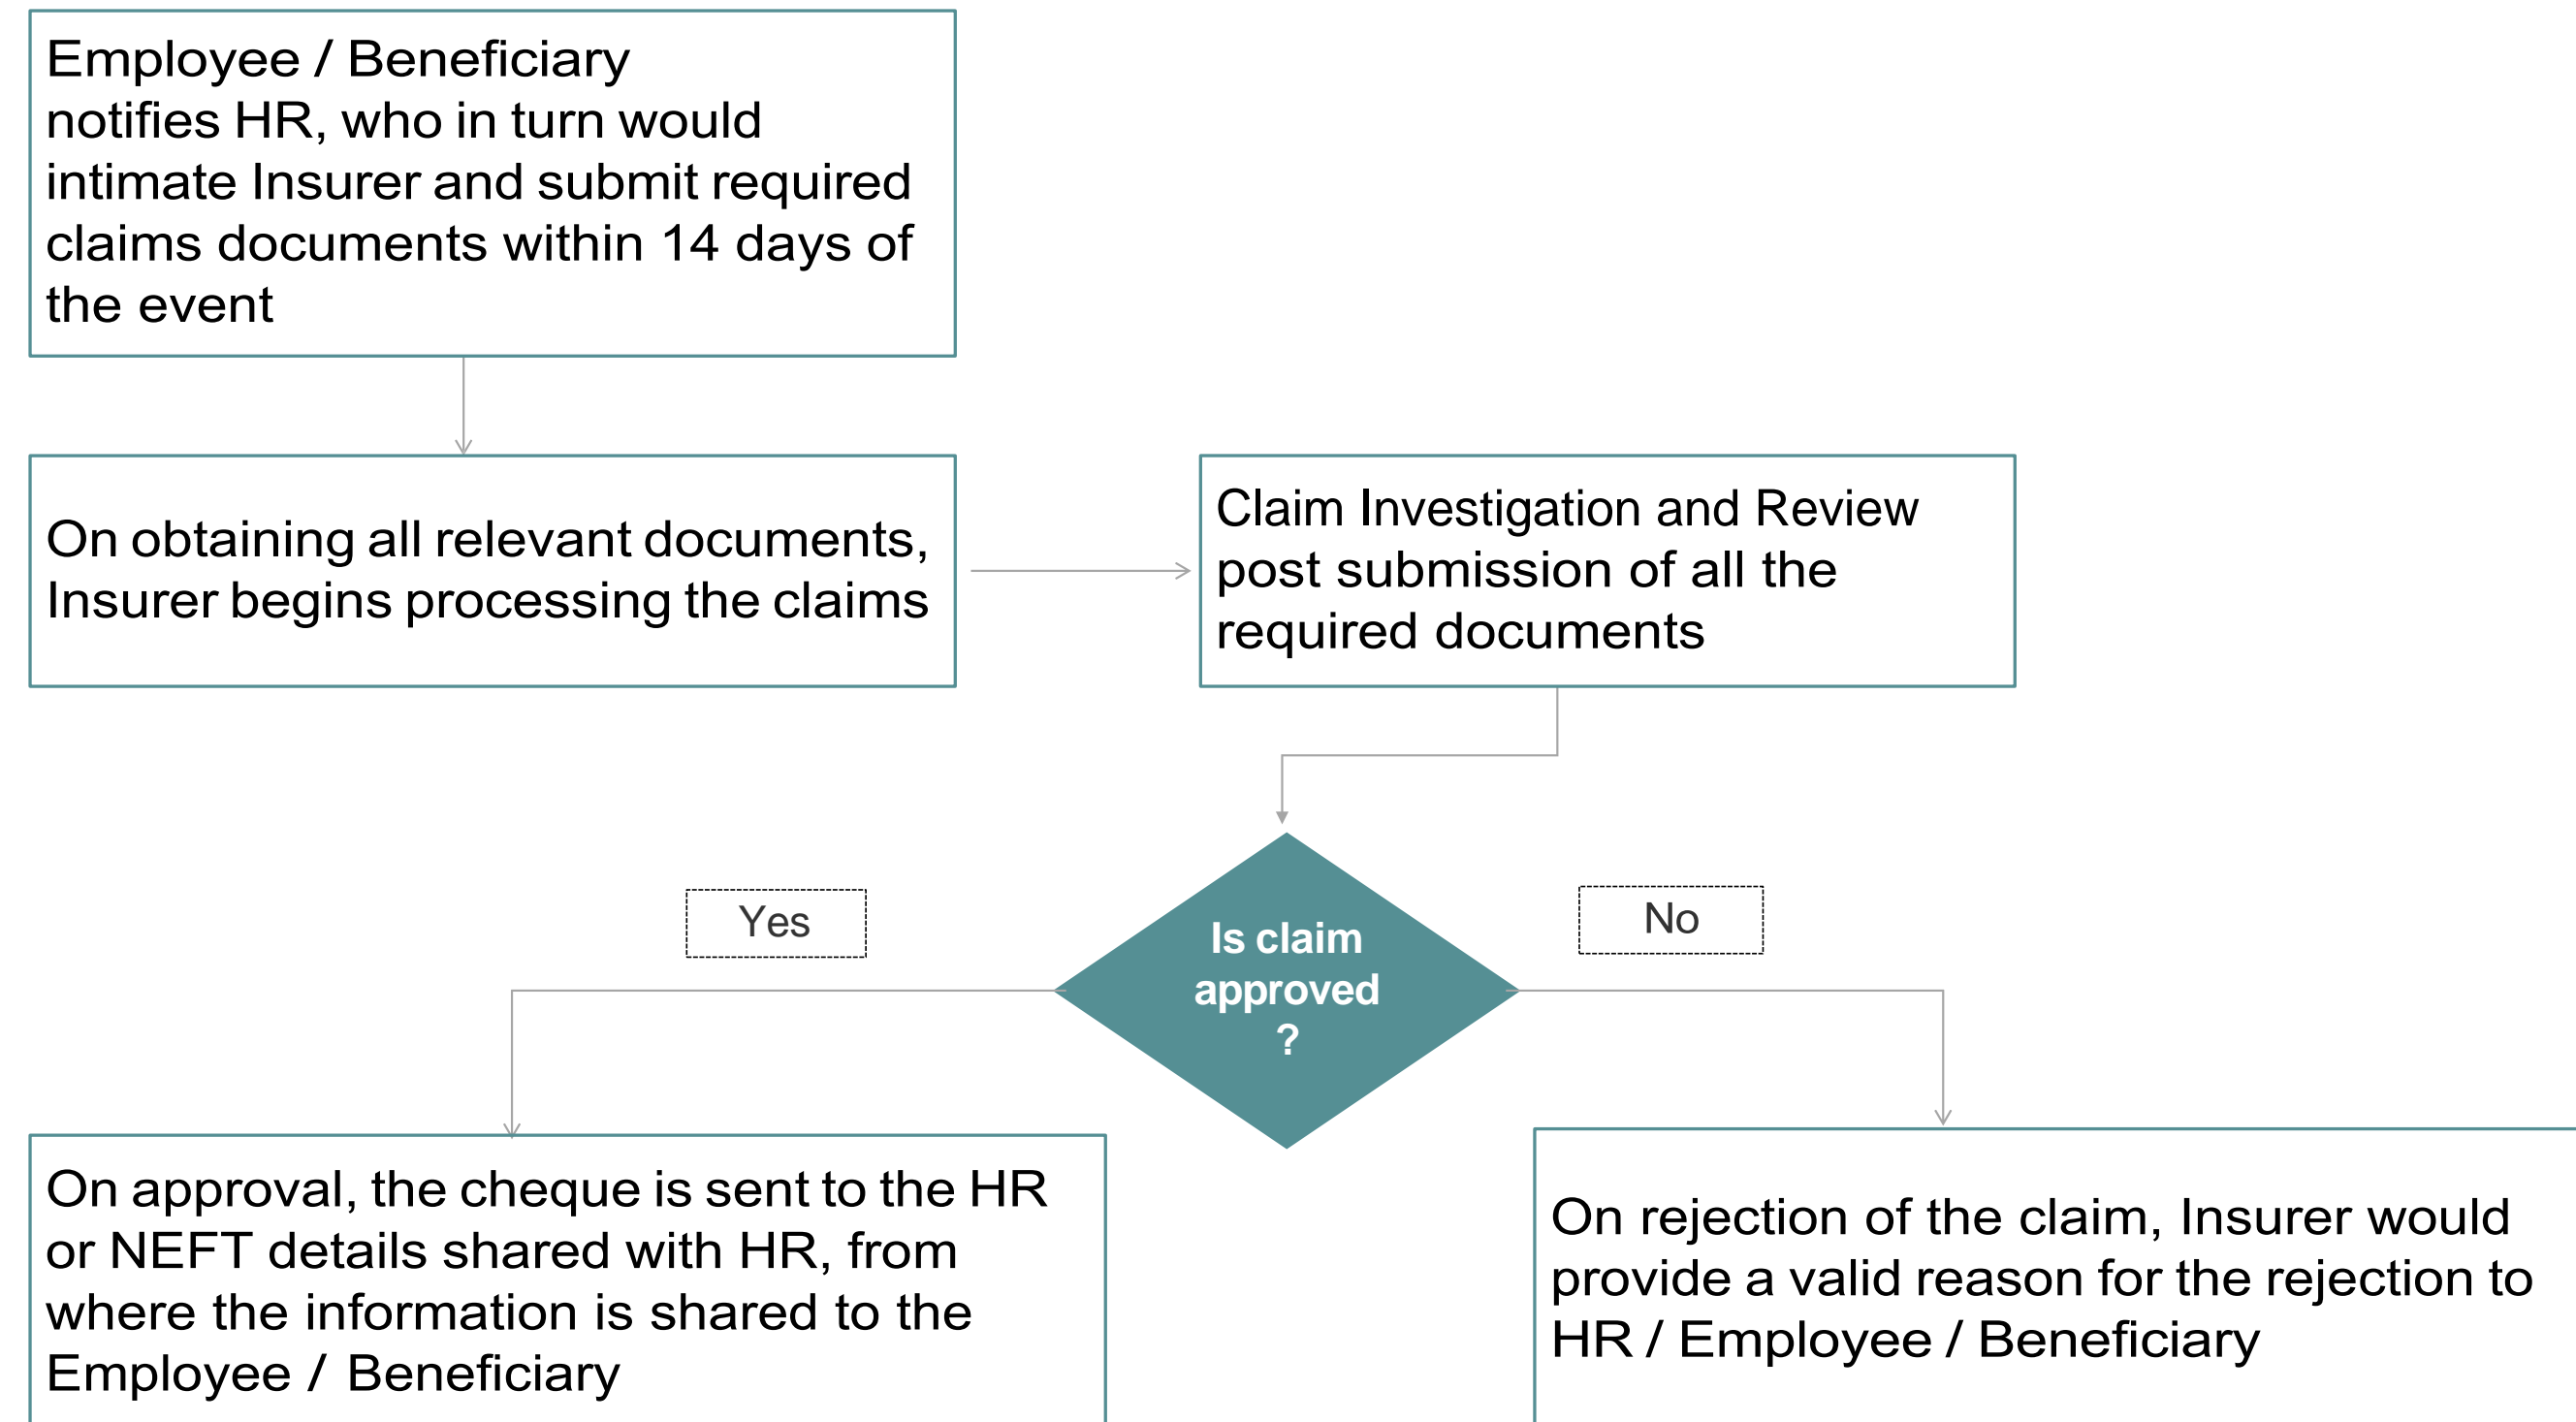 Employee / Beneficiary
notifies HR, who in turn would
intimate Insurer and submit required
claims documents within 14 days of
the event
On obtaining all relevant documents,
Insurer begins processing the claims
Claim Investigation and Review
post submission of all the
required documents
Is claim
approved
?
Yes
No
On approval, the cheque is sent to the HR
or NEFT details shared with HR, from
where the information is shared to the
Employee / Beneficiary
On rejection of the claim, Insurer would
provide a valid reason for the rejection to
HR / Employee / Beneficiary